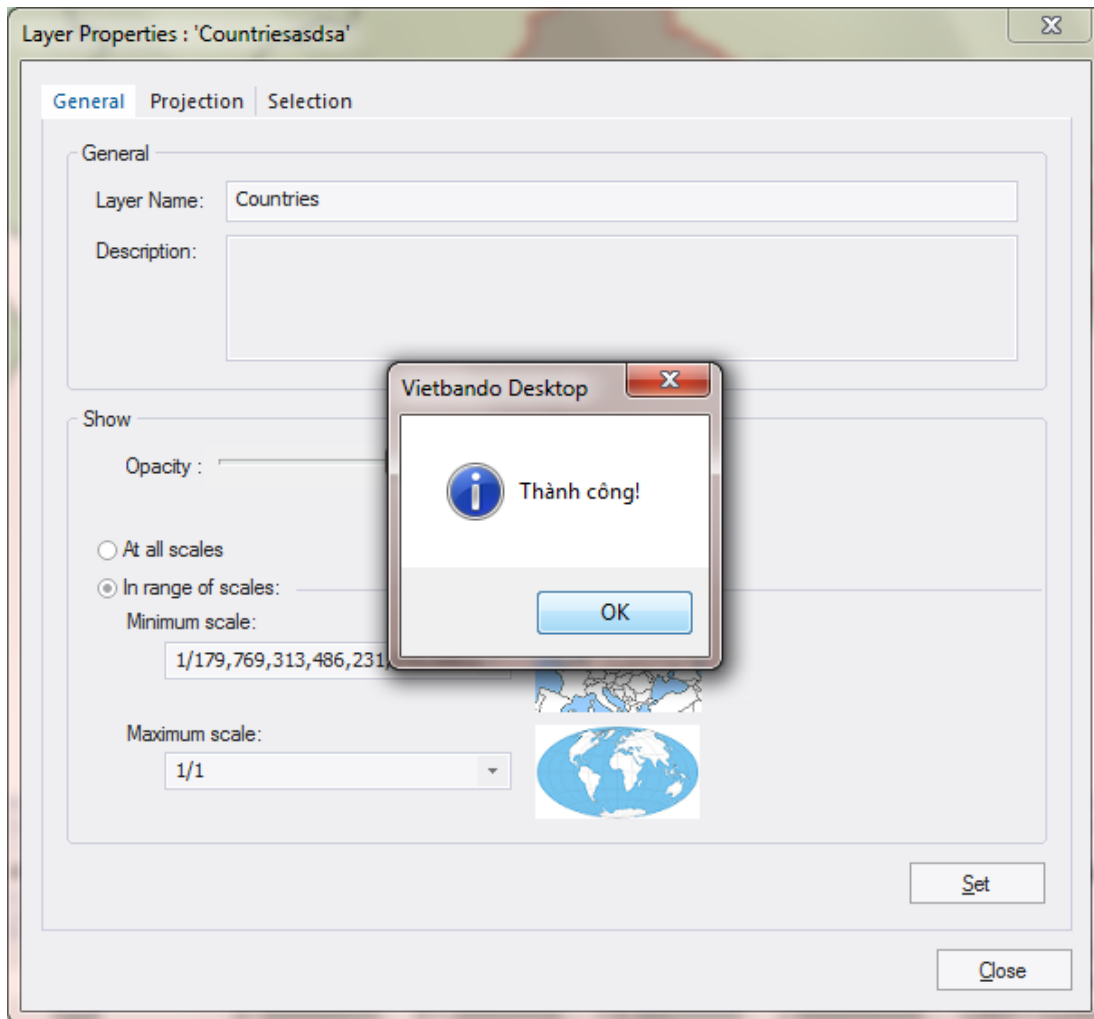 Layer Properties : 'Countriesasdsa'
General Projection Selection
General
Layer Name: Countries
Description:
Vietbando Desktop
Show
Opacity :
Thành công!
At all scales
In range of scales:
OK
Minimum scale:
1/179,769,313,486,231,
Maximum scale:
1/1
Set
Close